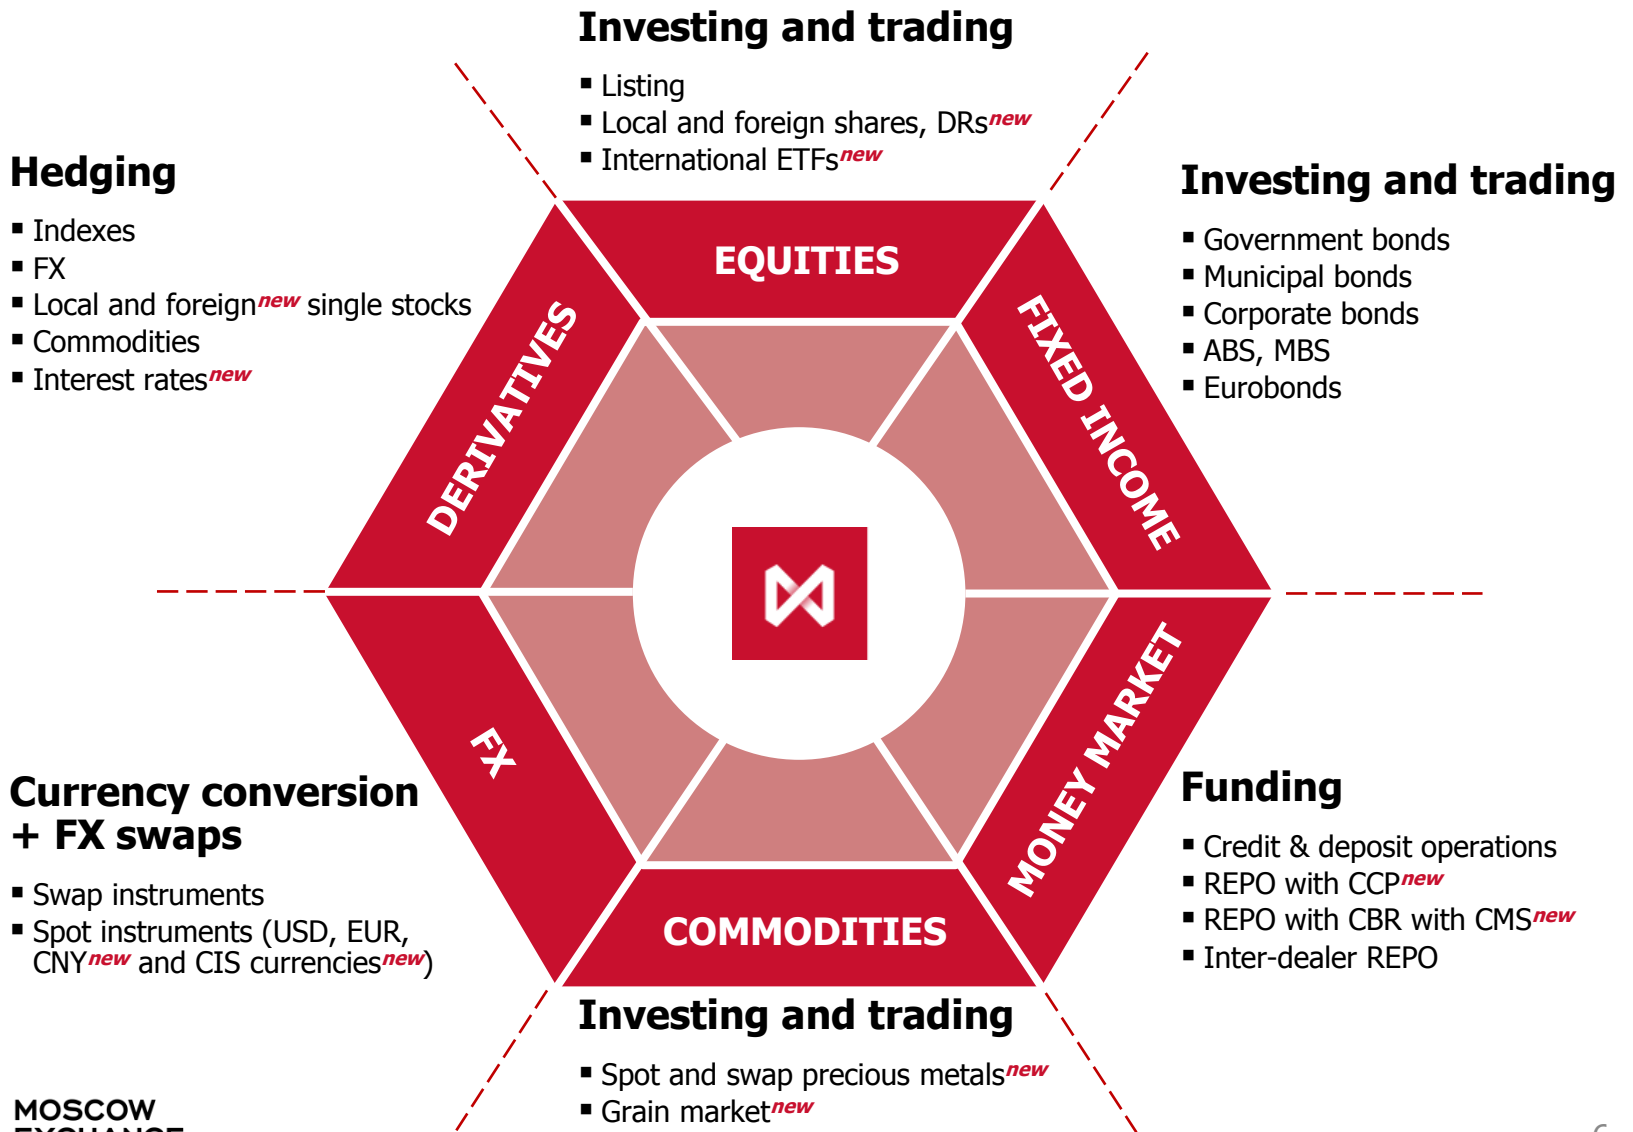 Investing and trading
▪ Listing
▪ Local and foreign shares, DRsnew
▪ International ETFsnew
Hedging
▪ Indexes
▪ FX
▪ Local and foreignnew single stocks
▪ Commodities
▪ Interest ratesnew
Investing and trading
▪ Government bonds
▪ Municipal bonds
▪ Corporate bonds
▪ ABS, MBS
▪ Eurobonds
EQUITIES
DERIVATIVES
FIXED INCOME
FX
MONEY MARKET
COMMODITIES
Currency conversion
+ FX swaps
▪ Swap instruments
▪ Spot instruments (USD, EUR,
CNYnew and CIS currenciesnew)
Funding
▪ Credit & deposit operations
▪ REPO with CCPnew
▪ REPO with CBR with CMSnew
▪ Inter-dealer REPO
Investing and trading
▪ Spot and swap precious metalsnew
▪ Grain marketnew
MOSCOW
EXCHANGE